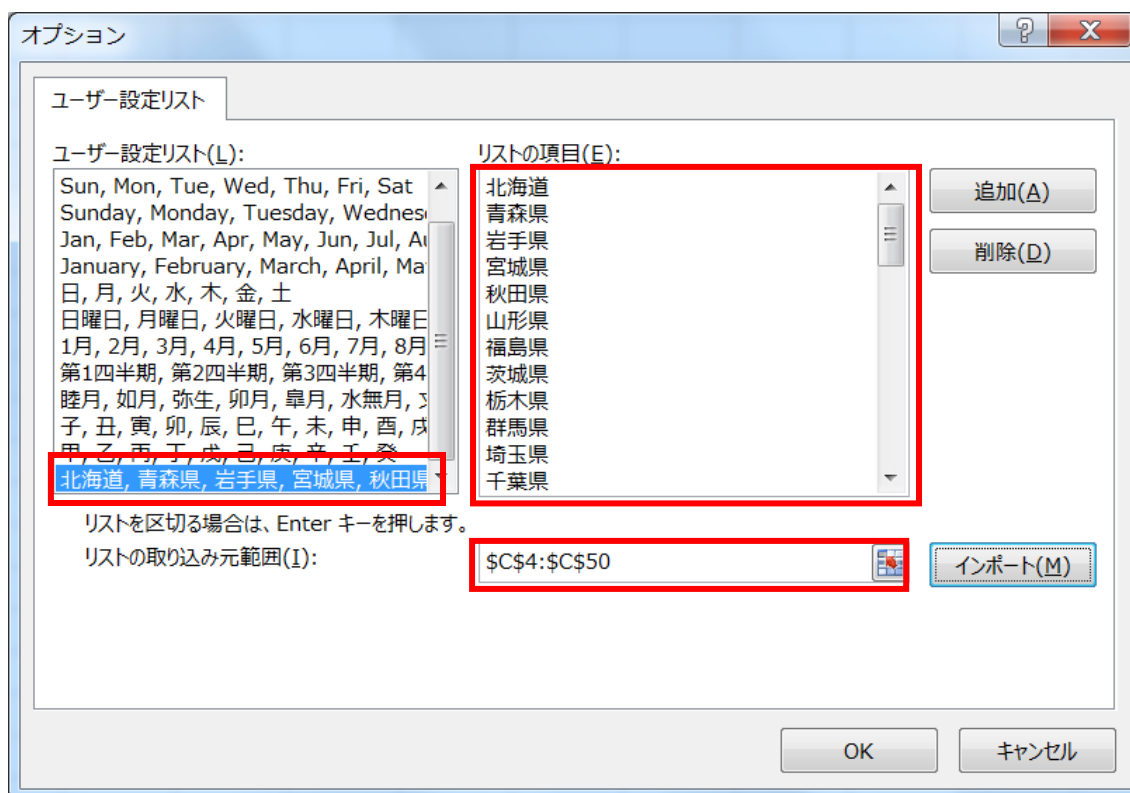 オプション
ユーザー設定リスト
ユーザー設定リスト(L):
Sun, Mon, Tue, Wed, Thu, Fri, Sat
Sunday, Monday, Tuesday, Wednes
Jan, Feb, Mar, Apr, May, Jun, Jul, Au
January, February, March, April, Ma
日, 月, 火, 水, 木, 金, 土
日曜日, 月曜日, 火曜日, 水曜日, 木曜日
1月, 2月, 3月, 4月, 5月, 6月, 7月, 8月
第1四半期, 第2四半期, 第3四半期, 第4
睦月, 如月, 弥生, 卯月, 皐月, 水無月, 文
子, 丑, 寅, 卯, 辰, 巳, 午, 未, 申, 酉, 戌
甲, 乙, 丙, 丁, 戊, 己, 庚, 辛, 壬, 癸
北海道, 青森県, 岩手県, 宮城県, 秋田県
リストの項目(E):
北海道
青森県
岩手県
宮城県
秋田県
山形県
福島県
茨城県
栃木県
群馬県
埼玉県
千葉県
追加(A)
削除(D)
リストを区切る場合は、Enter キーを押します。
リストの取り込み元範囲(I):
$C$4:$C$50
インポート(M)
OK
キャンセル